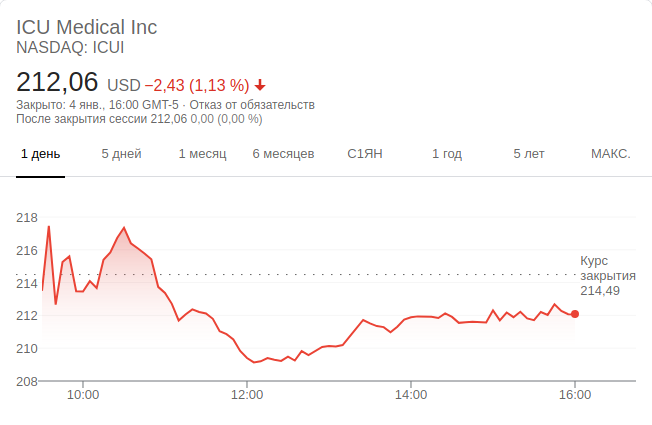 ICU Medical Inc
NASDAQ: ICUI
212,06 USD −2,43 (1,13 %)
Закрыто: 4 янв., 16:00 GMT-5 · Отказ от обязательств
После закрытия сессии 212,06 0,00 (0,00 %)
1 день 5 дней 1 месяц 6 месяцев С1ЯН 1 год 5 лет МАКС.
218
216
Курс
закрытия
214,49
214
212
210
208
10:00 12:00 14:00 16:00